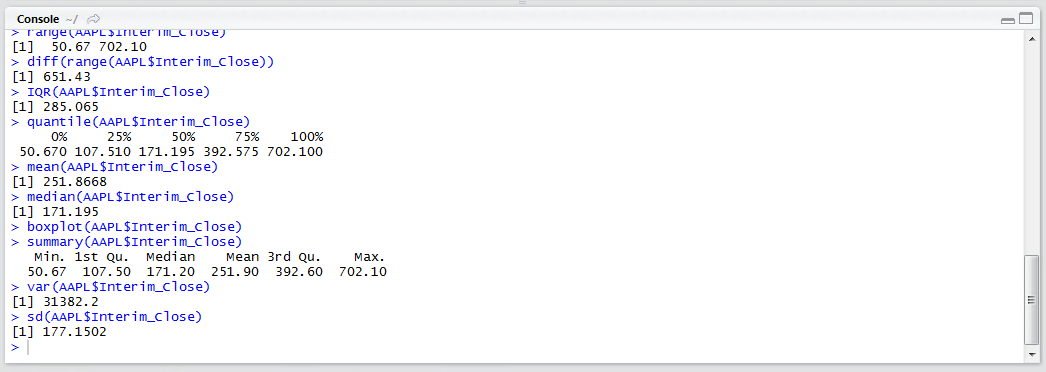 Console ~/
> range(AAPL$Interim_Close)
[1]  50.67 702.10
> diff(range(AAPL$Interim_Close))
[1] 651.43
> IQR(AAPL$Interim_Close)
[1] 285.065
> quantile(AAPL$Interim_Close)
     0%     25%     50%     75%    100%
 50.670 107.510 171.195 392.575 702.100
> mean(AAPL$Interim_Close)
[1] 251.8668
> median(AAPL$Interim_Close)
[1] 171.195
> boxplot(AAPL$Interim_Close)
> summary(AAPL$Interim_Close)
   Min. 1st Qu.  Median    Mean 3rd Qu.    Max.
  50.67  107.50  171.20  251.90  392.60  702.10
> var(AAPL$Interim_Close)
[1] 31382.2
> sd(AAPL$Interim_Close)
[1] 177.1502
>